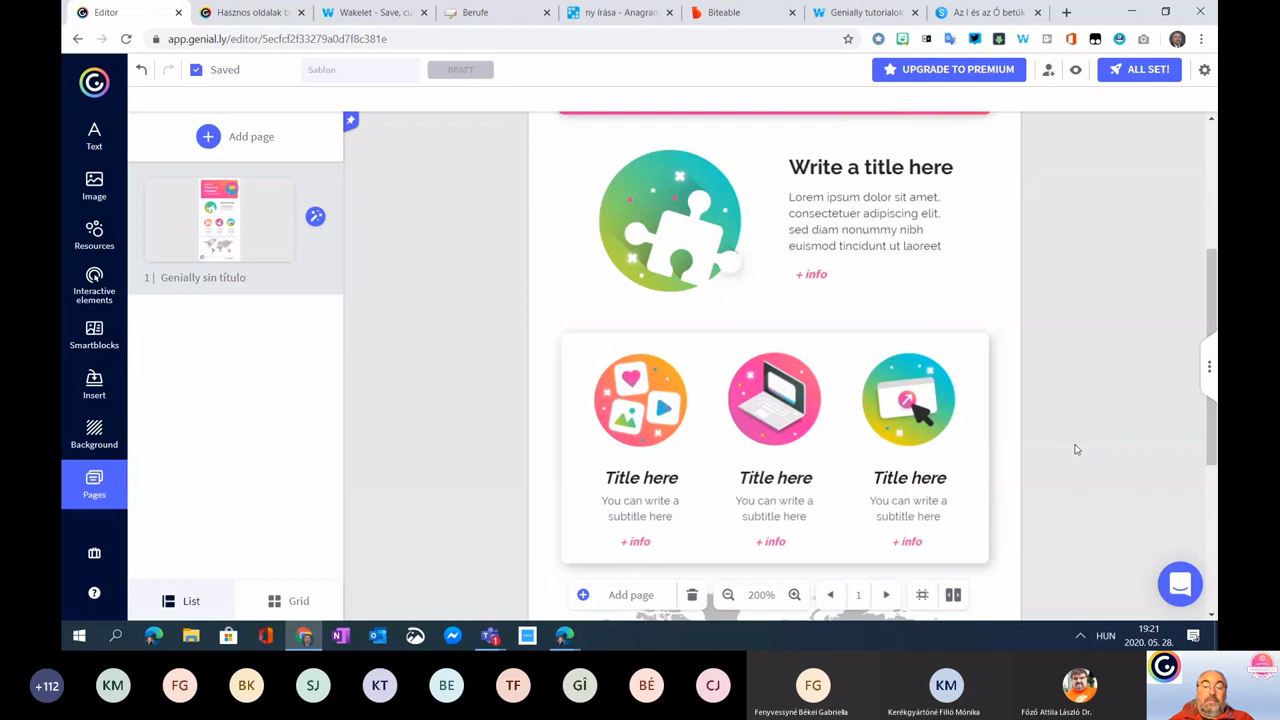 Editor
Hasznos oldalak b
Wakelet - Save, cu
Berufe
ny írása - Anagran
Biteable
Genially tutorialok
Az I és az Ó betűk
app.genial.ly/editor/5ecfcf2f33279a0d7f8c381e
Saved
Sablon
DRAFT
UPGRADE TO PREMIUM
ALL SET!
Text
Image
Resources
Interactive
elements
Smartblocks
Insert
Background
Pages
Add page
1 | Genially sin título
List
Grid
Write a title here
Lorem ipsum dolor sit amet,
consectetuer adipiscing elit,
sed diam nonummy nibh
euismod tincidunt ut laoreet
+ info
Title here
You can write a
subtitle here
+ info
Title here
You can write a
subtitle here
+ info
Title here
You can write a
subtitle here
+ info
Add page
200%
1
HUN
19:21
2020. 05. 28.
+112
KM
FG
BK
SJ
KT
BE
TF
GÎ
BÉ
CJ
FG
Fenyvessyné Békei Gabriella
KM
Kerékgyártóné Filló Mónika
Főző Attila László Dr.